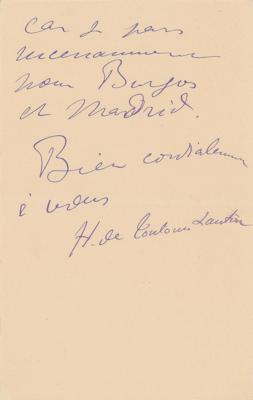 car je pars
incessamment
pour Burgos
et Madrid.
Bien cordialement
à vous
H. de Toulouse Lautrec